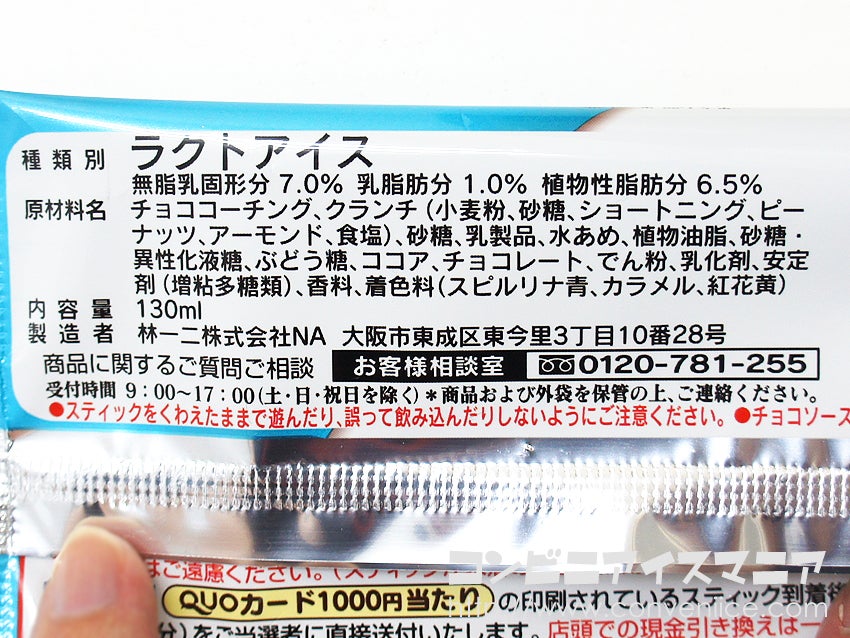 種類別 ラクトアイス
無脂乳固形分 7.0% 乳脂肪分 1.0% 植物性脂肪分 6.5%
原材料名 チョココーチング、クランチ(小麦粉、砂糖、ショートニング、ピー
ナッツ、アーモンド、食塩)、砂糖、乳製品、水あめ、植物油脂、砂糖・
異性化液糖、ぶどう糖、ココア、チョコレート、でん粉、乳化剤、安定
剤(増粘多糖類)、香料、着色料(スピルリナ青、カラメル、紅花黄)
内容量 130ml
製造者 林一二株式会社NA 大阪市東成区東今里3丁目10番28号
商品に関するご質問ご相談 お客様相談室 0120-781-255
受付時間 9:00~17:00(土・日・祝日を除く)*商品および外袋を保管の上、ご連絡ください。
●スティックをくわえたままで遊んだり、誤って飲み込んだりしないようにご注意ください。●チョコソース
コンビニアイスマニア
はご遠慮ください。(スティック
QUOカード1000円当たり の印刷されているスティック到着後
http://www.conveniice.com/
分)をご当選者に直接送付いたします。店頭での現金引き換えは一